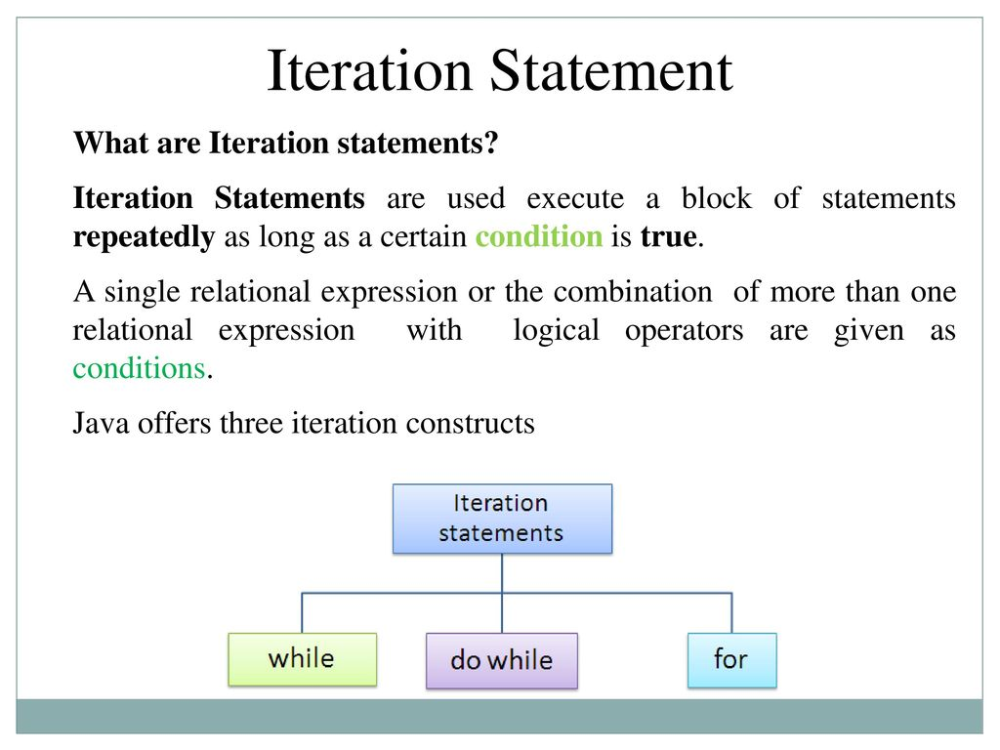 Iteration Statement
What are Iteration statements?
Iteration Statements are used execute a block of statements
repeatedly as long as a certain condition is true.
A single relational expression or the combination of more than one
relational expression with logical operators are given as
conditions.
Java offers three iteration constructs
Iteration
statements
while
do while
for